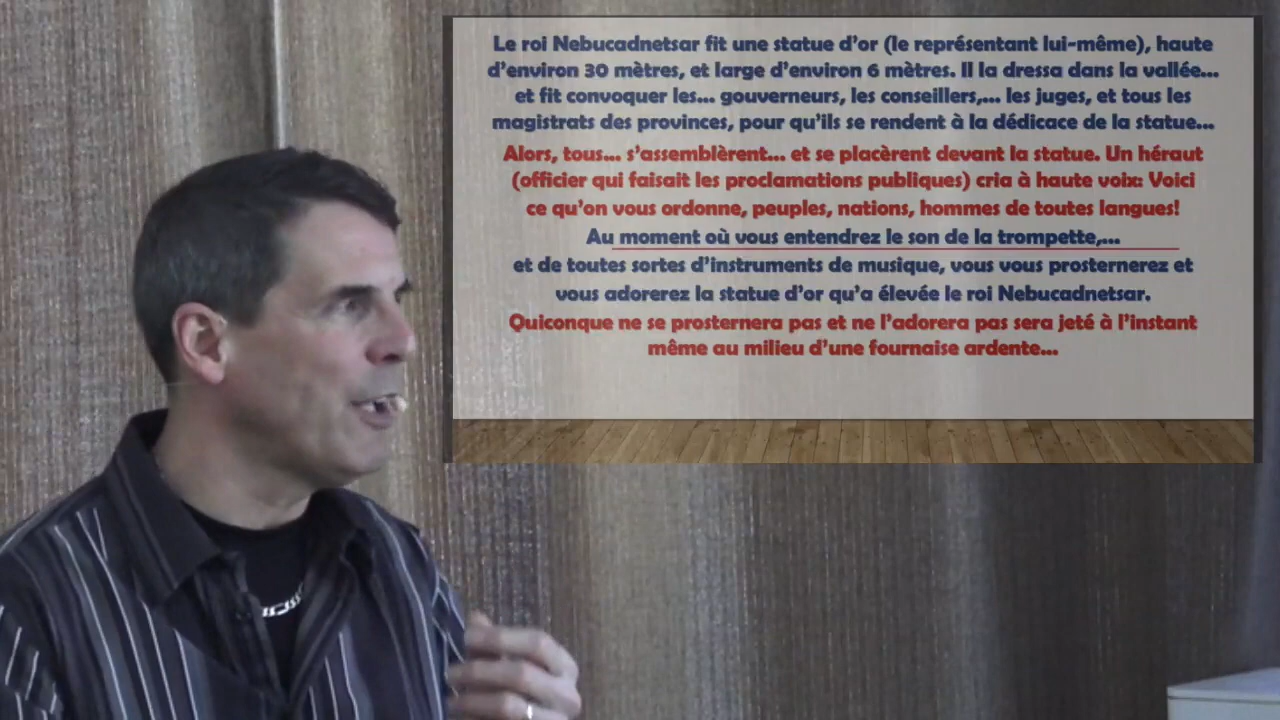 Le roi Nebucadnetsar fit une statue d'or (le représentant lui-même), haute
d'environ 30 mètres, et large d'environ 6 mètres. Il la dressa dans la vallée...
et fit convoquer les... gouverneurs, les conseillers,... les juges, et tous les
magistrats des provinces, pour qu'ils se rendent à la dédicace de la statue...
Alors, tous... s'assemblèrent... et se placèrent devant la statue. Un héraut
(officier qui faisait les proclamations publiques) cria à haute voix: Voici
ce qu'on vous ordonne, peuples, nations, hommes de toutes langues!
Au moment où vous entendrez le son de la trompette,...
et de toutes sortes d'instruments de musique, vous vous prosternerez et
vous adorerez la statue d'or qu'a élevée le roi Nebucadnetsar.
Quiconque ne se prosternera pas et ne l'adorera pas sera jeté à l'instant
même au milieu d'une fournaise ardente...